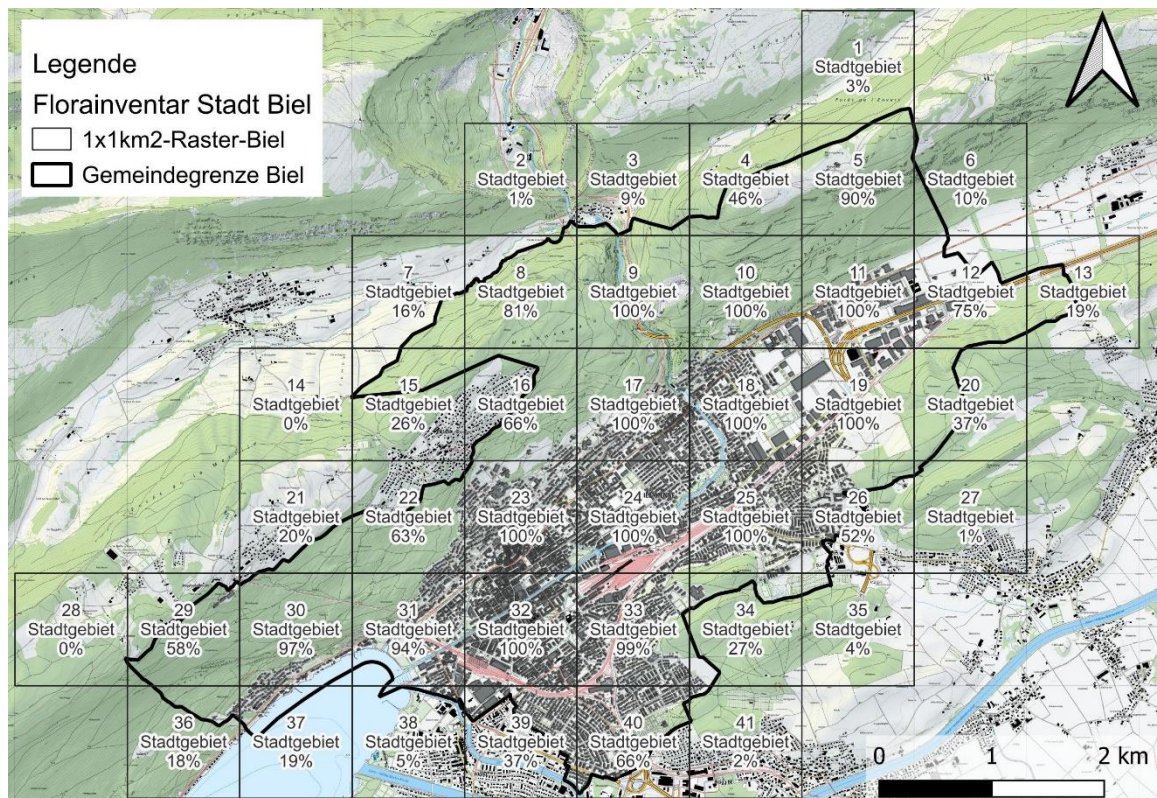 Legende
Florainventar Stadt Biel
1x1km2-Raster-Biel
Gemeindegrenze Biel
1
Stadtgebiet
3%
2
Stadtgebiet
1%
3
Stadtgebiet
9%
4
Stadtgebiet
46%
5
Stadtgebiet
90%
6
Stadtgebiet
10%
7
Stadtgebiet
16%
8
Stadtgebiet
81%
9
Stadtgebiet
100%
10
Stadtgebiet
100%
11
Stadtgebiet
100%
12
Stadtgebiet
75%
13
Stadtgebiet
19%
14
Stadtgebiet
0%
15
Stadtgebiet
26%
16
Stadtgebiet
66%
17
Stadtgebiet
100%
18
Stadtgebiet
100%
19
Stadtgebiet
100%
20
Stadtgebiet
37%
21
Stadtgebiet
20%
22
Stadtgebiet
63%
23
Stadtgebiet
100%
24
Stadtgebiet
100%
25
Stadtgebiet
100%
26
Stadtgebiet
52%
27
Stadtgebiet
1%
28
Stadtgebiet
0%
29
Stadtgebiet
58%
30
Stadtgebiet
97%
31
Stadtgebiet
94%
32
Stadtgebiet
100%
33
Stadtgebiet
99%
34
Stadtgebiet
27%
35
Stadtgebiet
4%
36
Stadtgebiet
18%
37
Stadtgebiet
19%
38
Stadtgebiet
5%
39
Stadtgebiet
37%
40
Stadtgebiet
66%
41
Stadtgebiet
2%
0 1 2 km